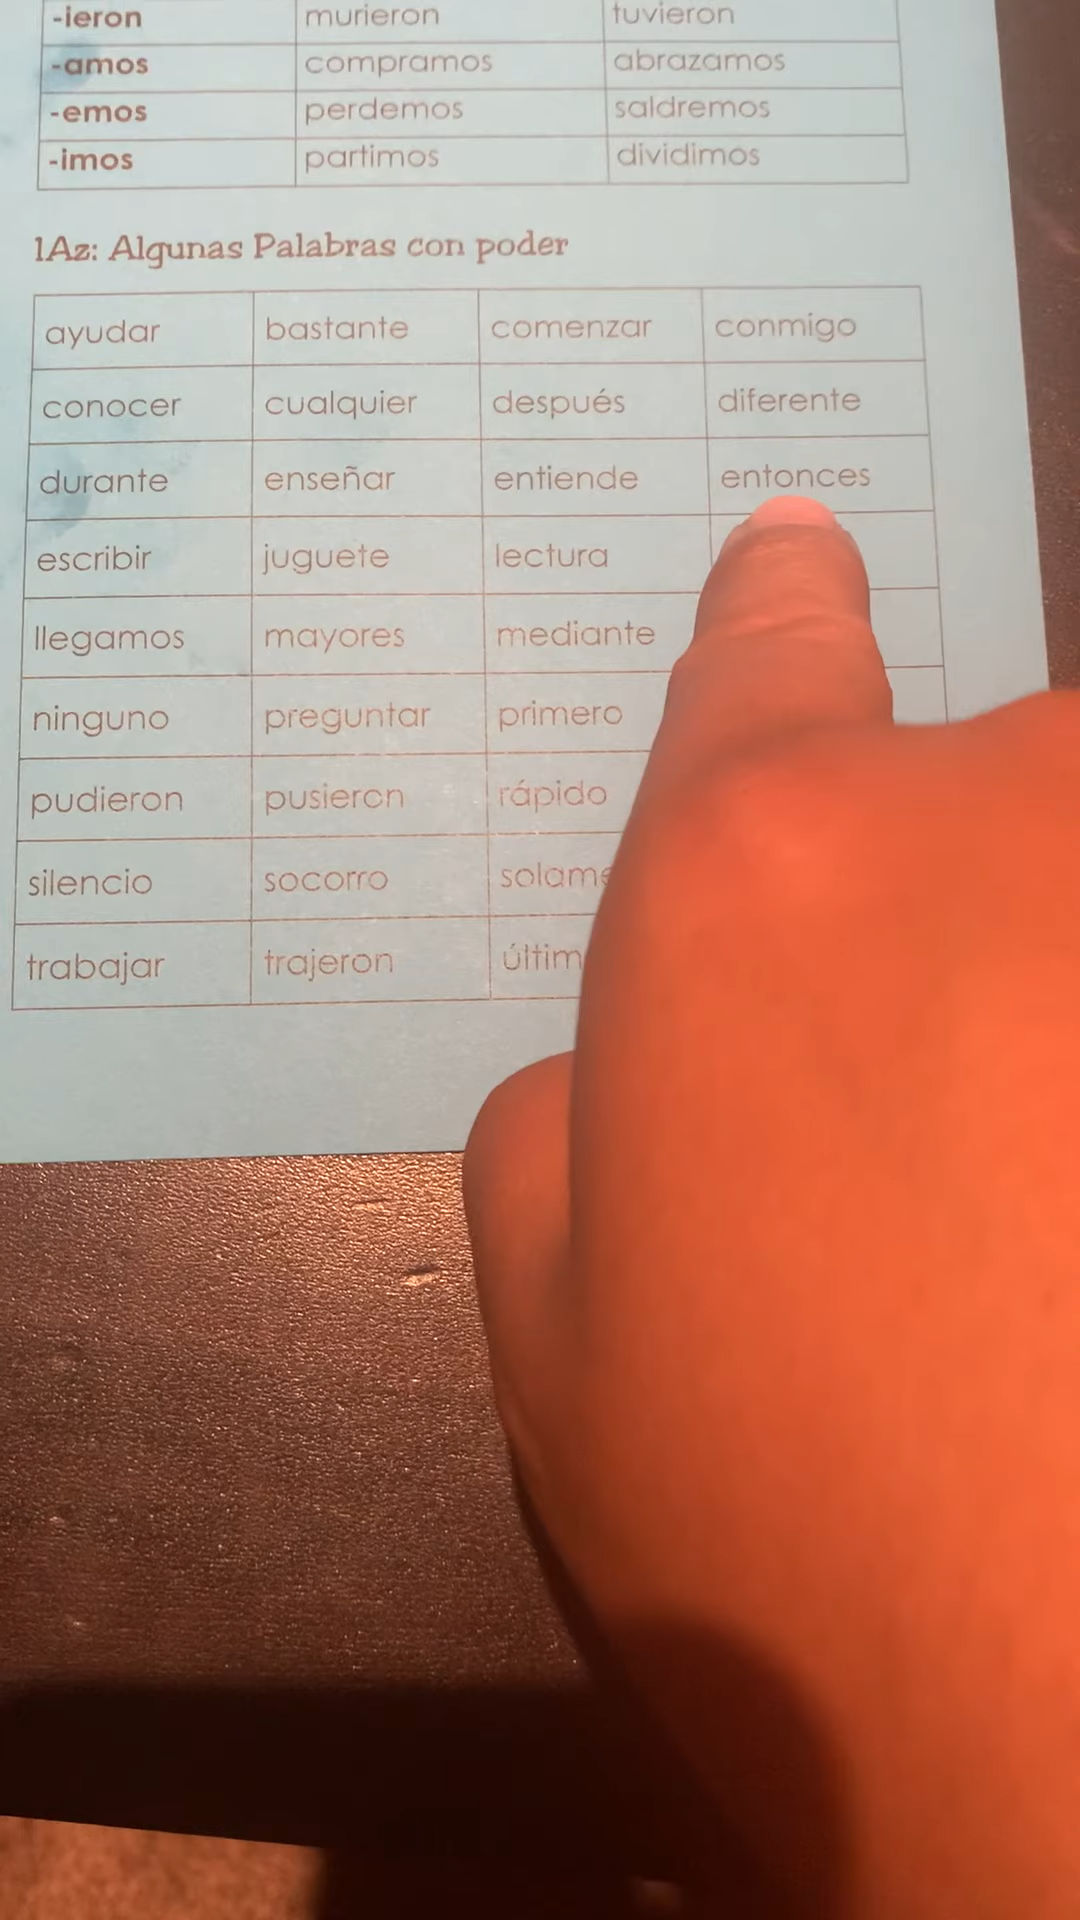 -ieron murieron tuvieron
-amos compramos abrazamos
-emos perdemos saldremos
-imos partimos dividimos
1Az: Algunas Palabras con poder
ayudar bastante comenzar conmigo
conocer cualquier después diferente
durante enseñar entiende entonces
escribir juguete lectura
llegamos mayores mediante
ninguno preguntar primero
pudieron pusieron rápido
silencio socorro
trabajar trajeron